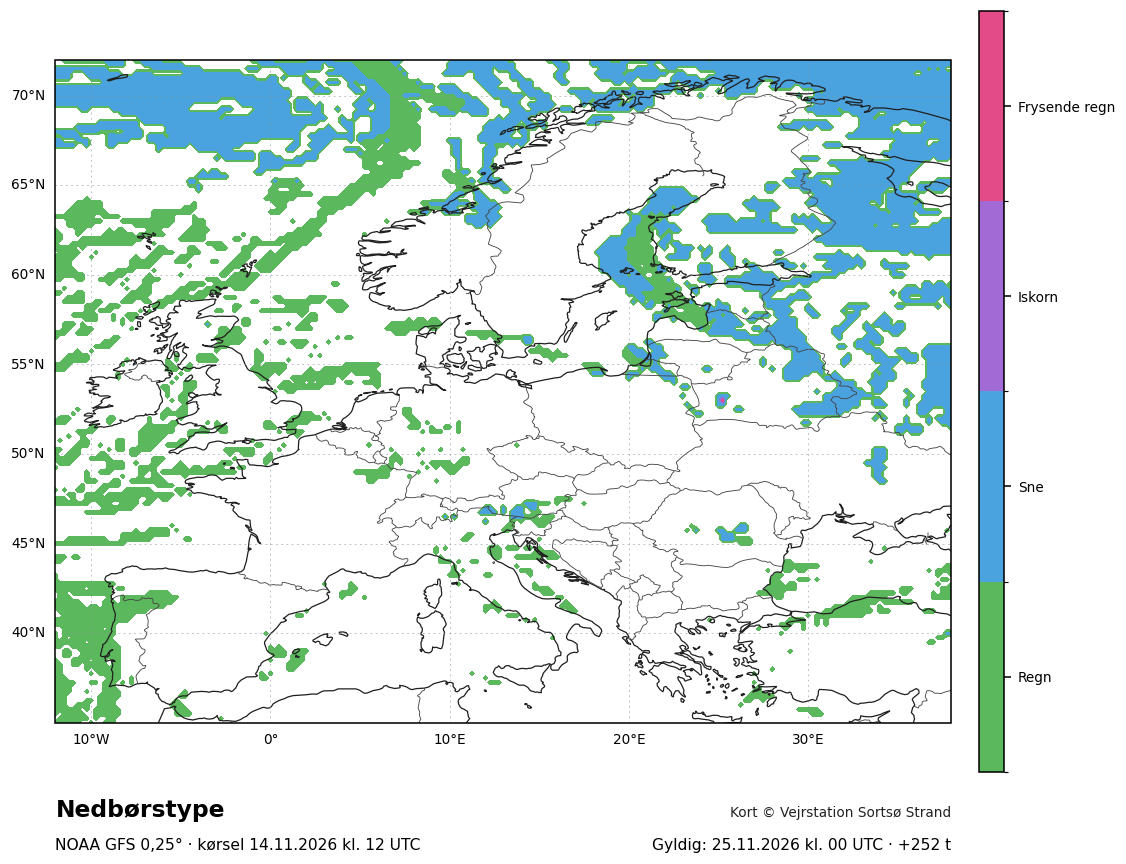 70°N
65°N
60°N
55°N
50°N
45°N
40°N
10°W
0°
10°E
20°E
30°E
Frysende regn
Iskorn
Sne
Regn
Nedbørstype
Kort © Vejrstation Sortsø Strand
NOAA GFS 0,25° · kørsel 14.11.2026 kl. 12 UTC
Gyldig: 25.11.2026 kl. 00 UTC · +252 t